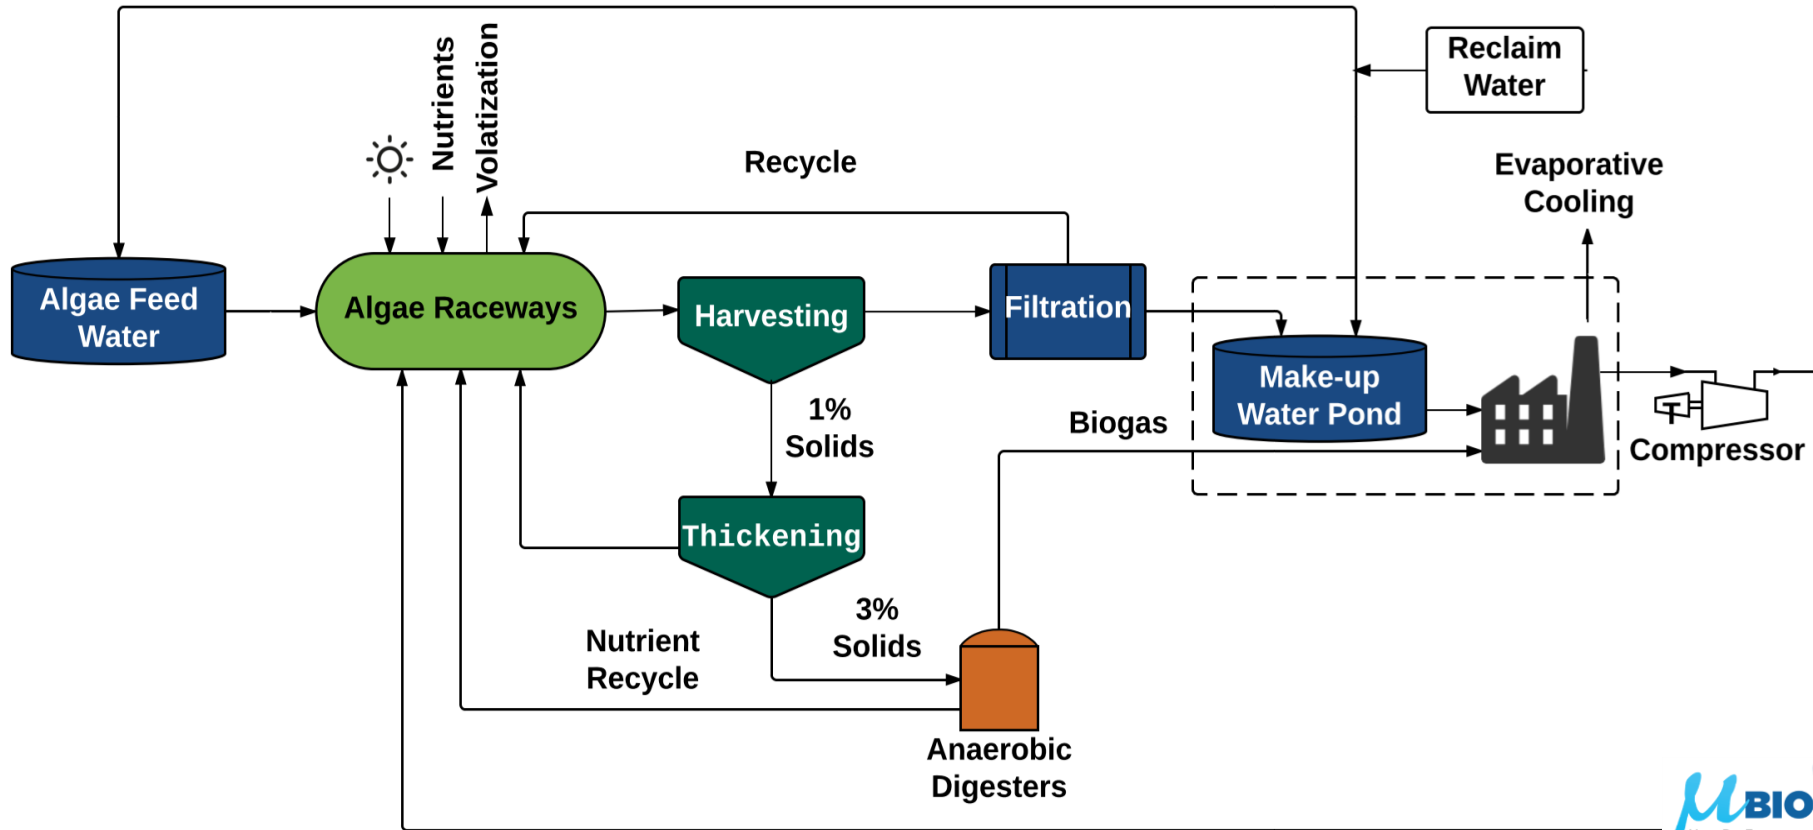 Reclaim
Water
Nutrients
Volatization
Recycle
Evaporative
Cooling
Algae Feed
Water
Algae Raceways
Harvesting
Filtration
Make-up
Water Pond
1%
Solids
Biogas
T
Compressor
Thickening
3%
Solids
Nutrient
Recycle
Anaerobic
Digesters
μBIO